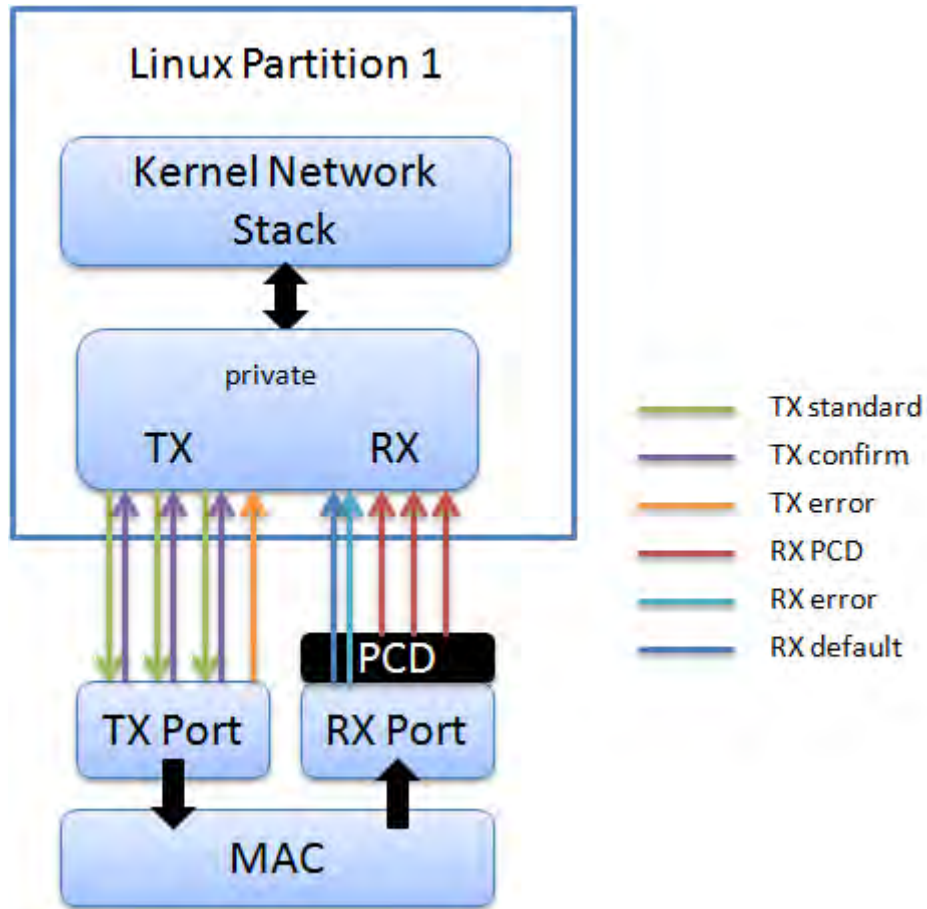 Linux Partition 1
Kernel Network
Stack
private
TX RX
TX standard
TX confirm
TX error
RX PCD
RX error
RX default
PCD
TX Port RX Port
MAC